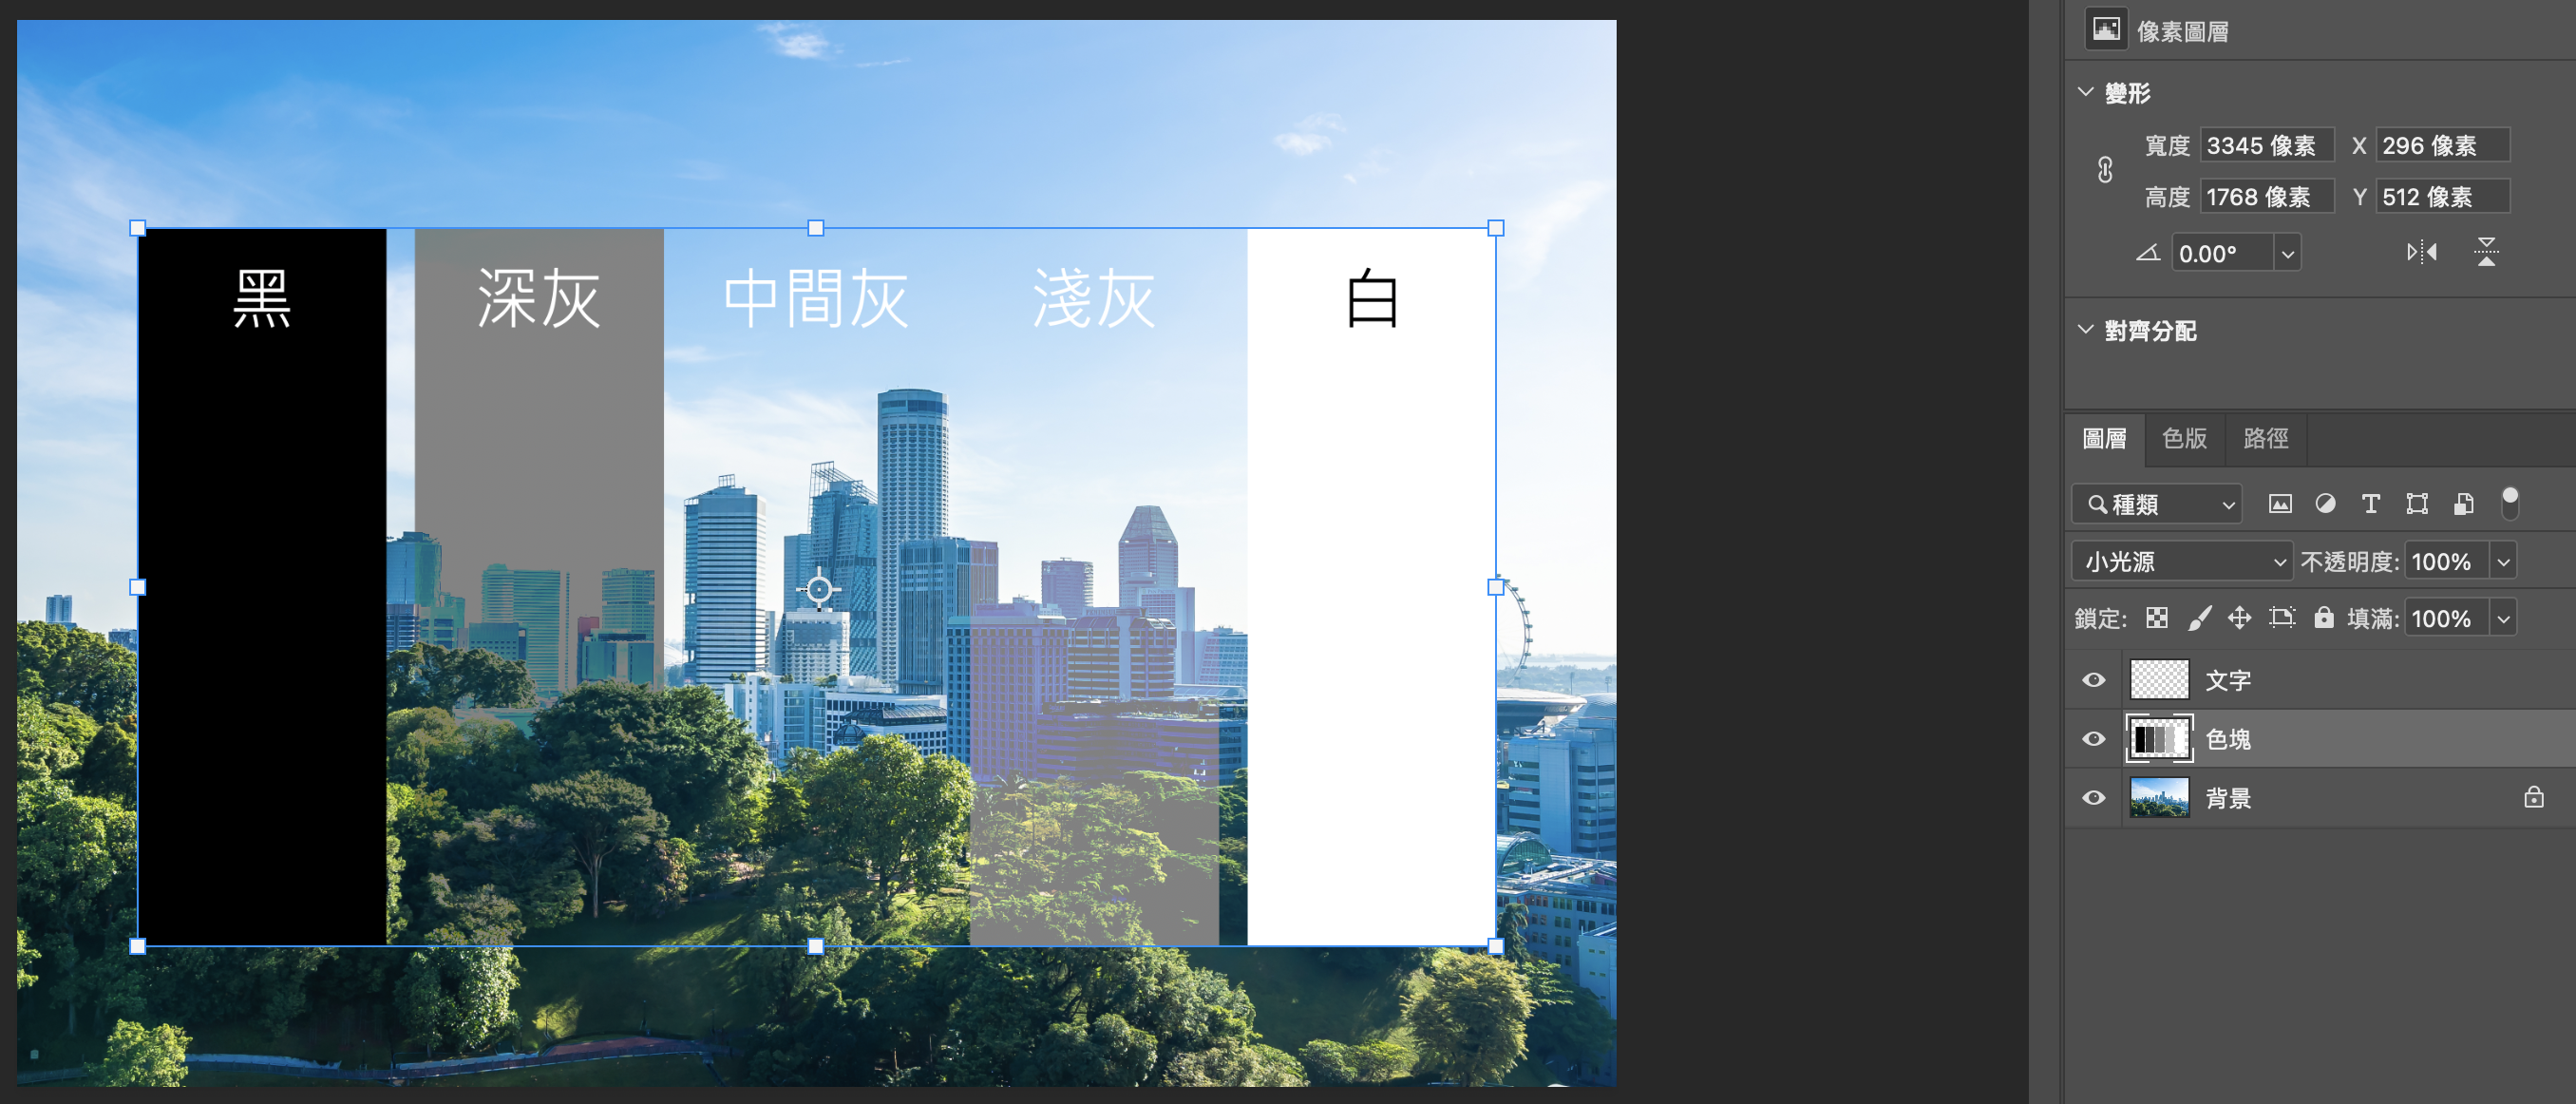 黑
深灰
中間灰
淺灰
白
像素圖層
變形
寬度 3345 像素 X 296 像素
高度 1768 像素 Y 512 像素
0.00°
對齊分配
圖層 色版 路徑
種類
小光源 不透明度: 100%
鎖定: 填滿: 100%
文字
色塊
背景